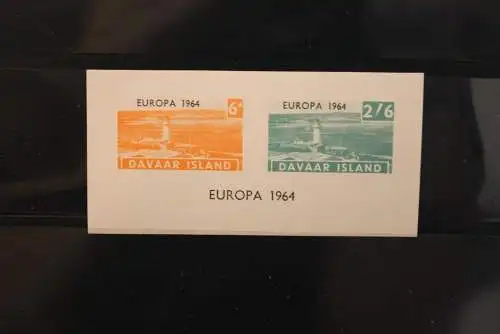 EUROPA 1964
6d
DAVAAR ISLAND
EUROPA 1964
2/6
DAVAAR ISLAND
EUROPA 1964